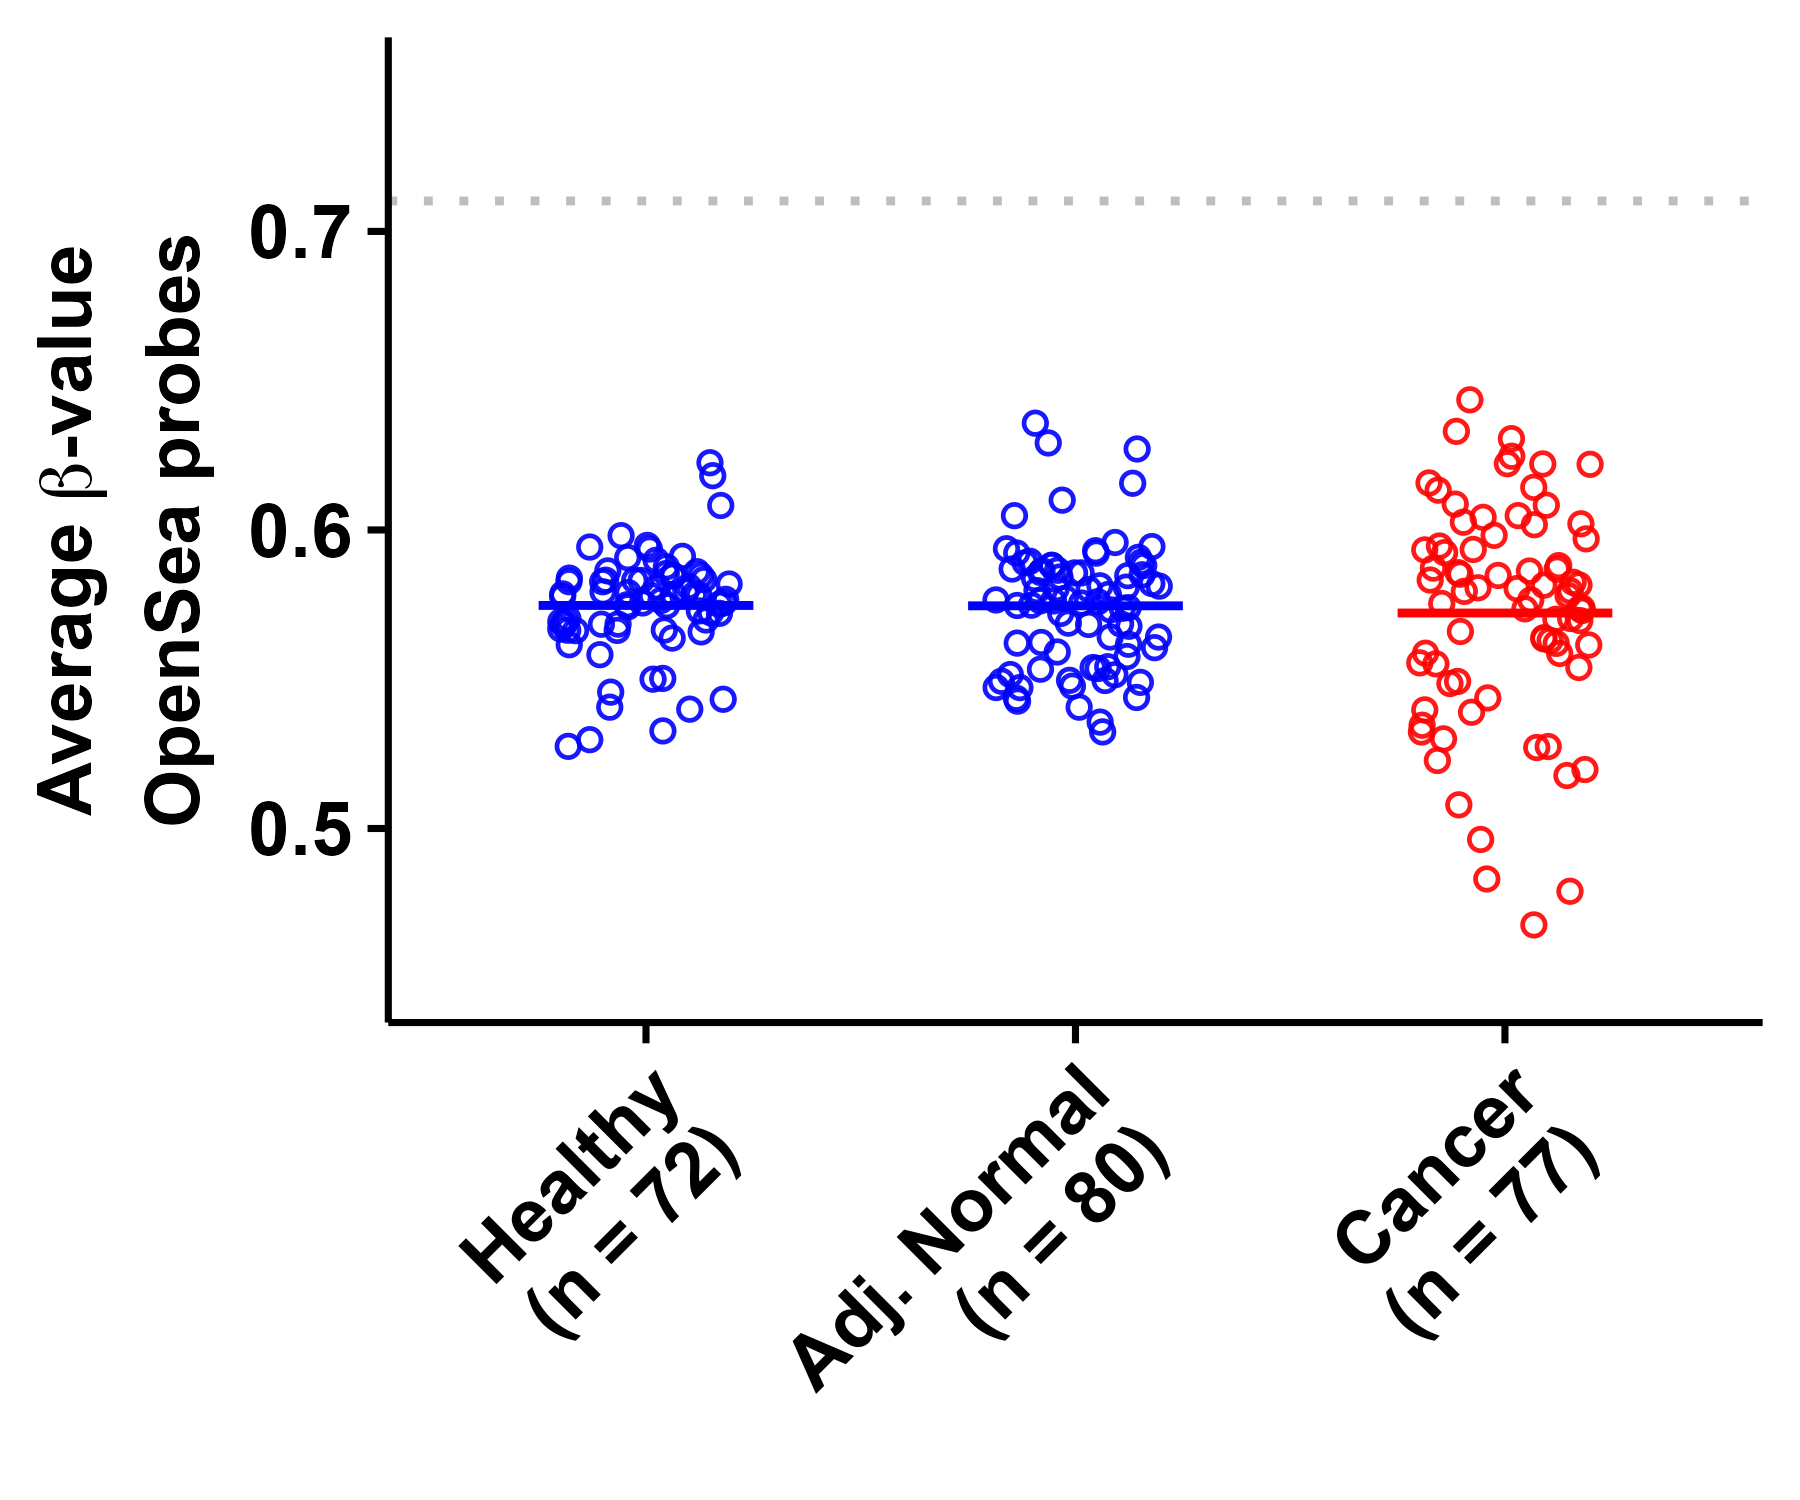 Average β-value
OpenSea probes
0.7
0.6
0.5
Healthy
(n = 72)
Adj. Normal
(n = 80)
Cancer
(n = 77)